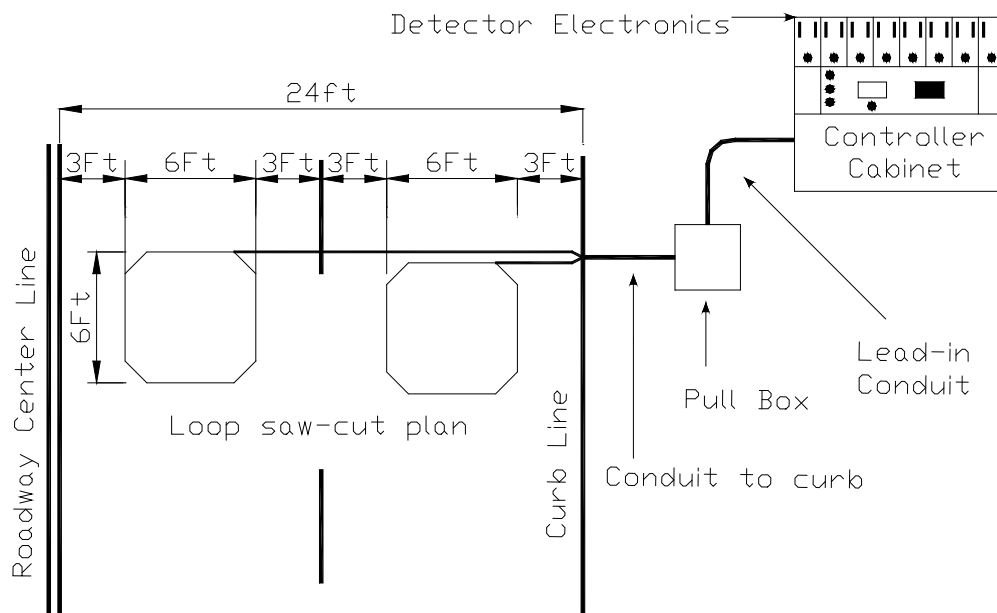 Detector Electronics
24ft
3Ft 6Ft 3Ft 3Ft 6Ft 3Ft
Controller
Cabinet
6Ft
Roadway Center Line
Loop saw-cut plan
Curb Line
Conduit to curb
Pull Box
Lead-in
Conduit